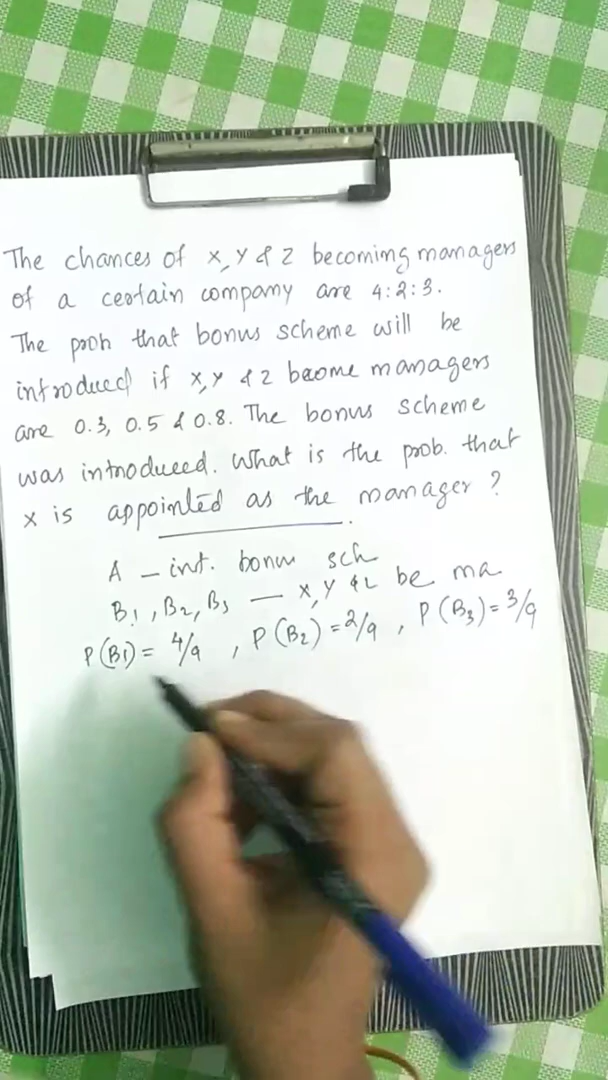 The chances of x, y & z becoming managers
of a certain company are 4:2:3.
The prob that bonus scheme will be
introduced if x, y & z become managers
are 0.3, 0.5 & 0.8. The bonus scheme
was introdueed. What is the prob. that
x is appointed as the manager?
A – int. bonus sch
B1, B2, B3 — x, y & z be ma
P(B1) = 4/9, P(B2) = 2/9, P(B3) = 3/9